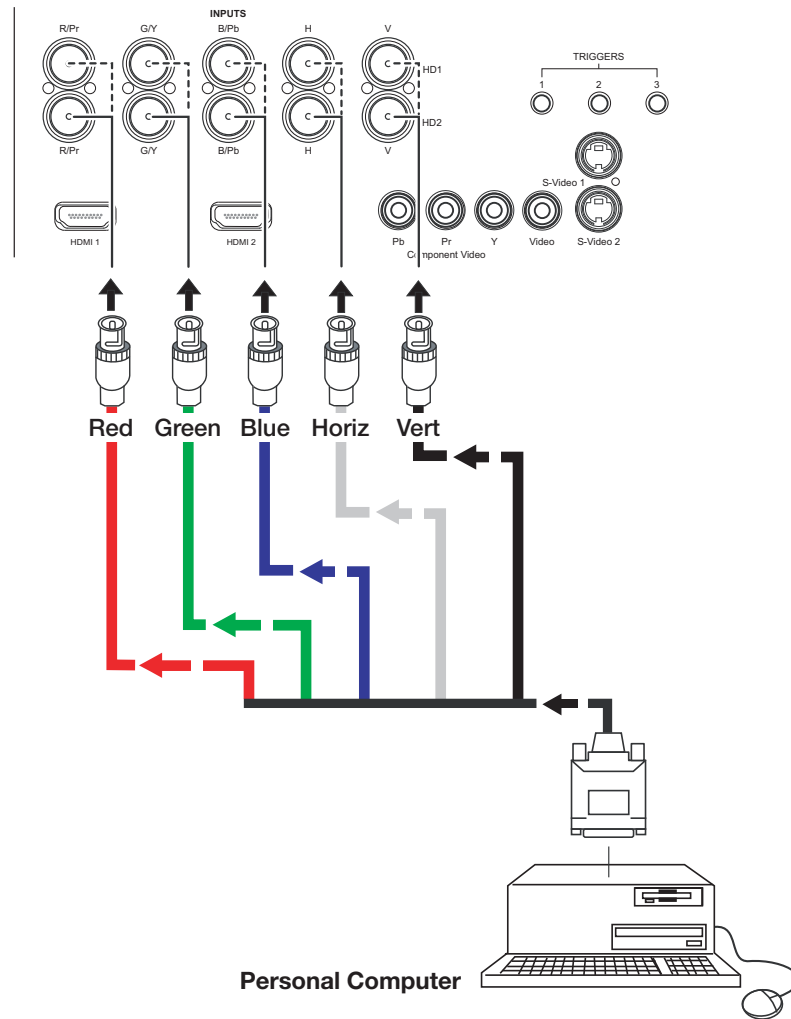 INPUTS
R/Pr G/Y B/Pb H V
HD1
HD2
R/Pr G/Y B/Pb H V
TRIGGERS
1 2 3
S-Video 1
HDMI 1 HDMI 2
Pb Pr Y Video S-Video 2
Component Video
Red Green Blue Horiz Vert
Personal Computer